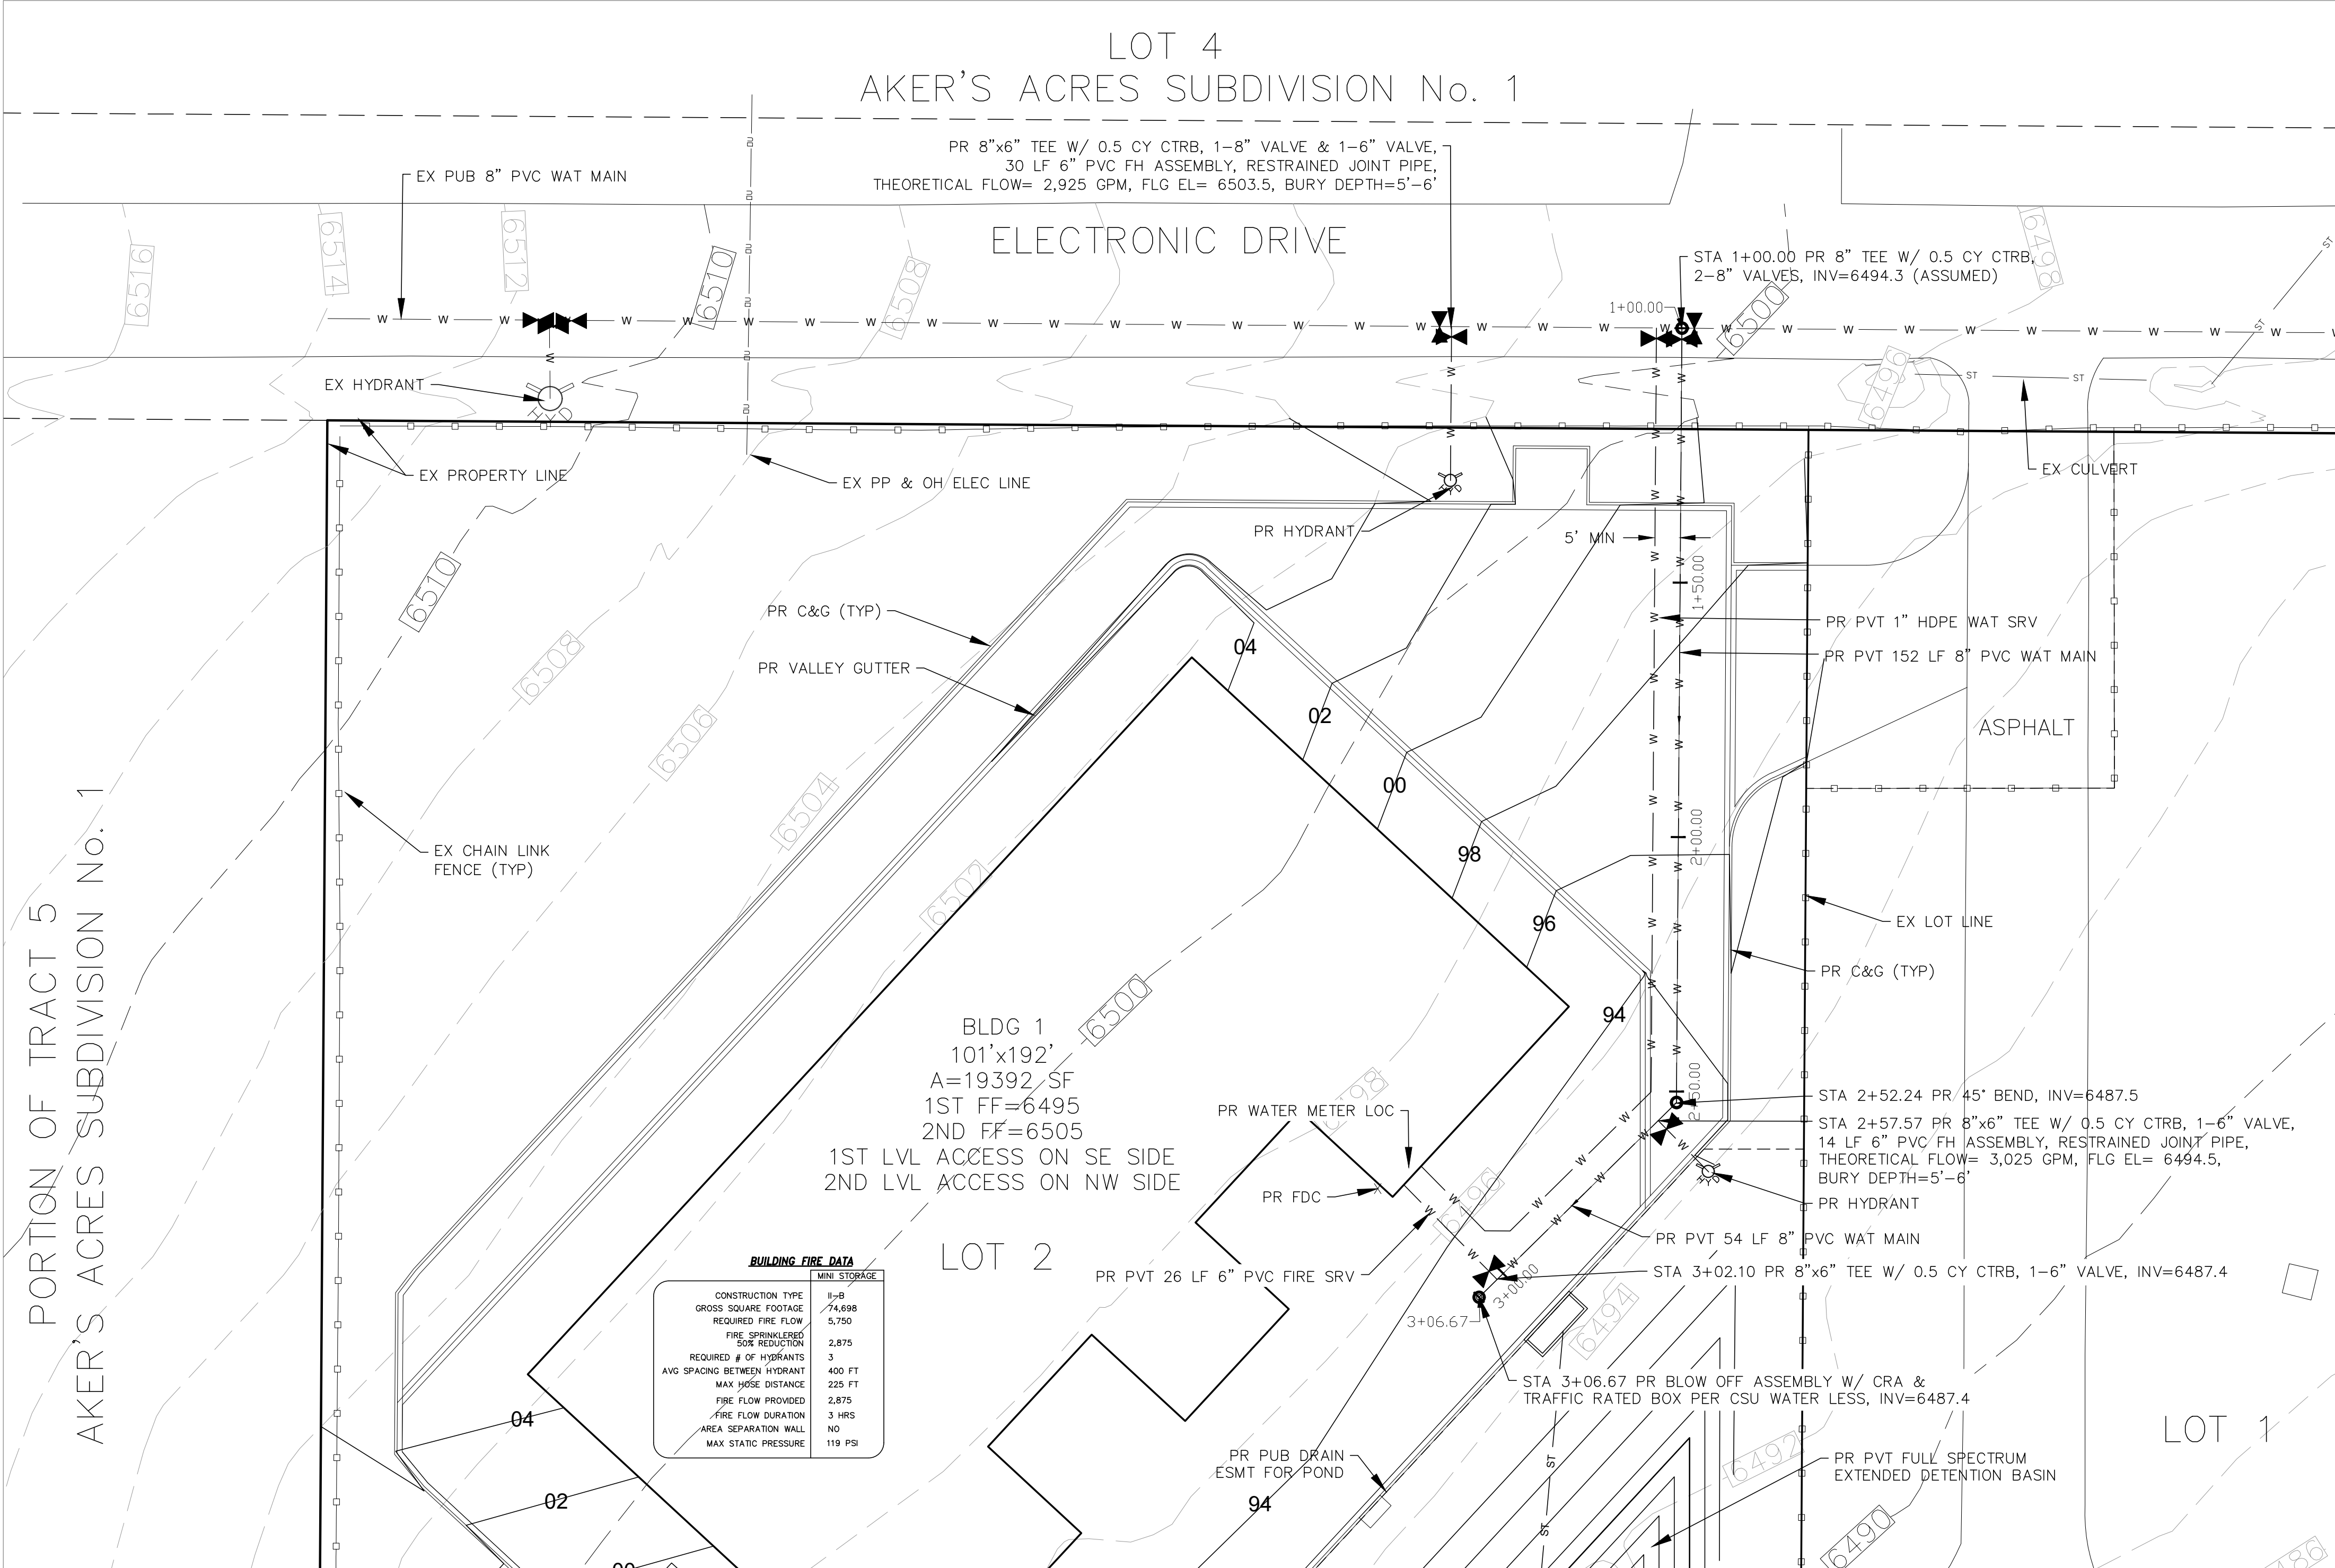 LOT 4
AKER'S ACRES SUBDIVISION No. 1
PR 8"x6" TEE W/ 0.5 CY CTRB, 1-8" VALVE & 1-6" VALVE,
30 LF 6" PVC FH ASSEMBLY, RESTRAINED JOINT PIPE,
THEORETICAL FLOW= 2,925 GPM, FLG EL= 6503.5, BURY DEPTH=5'-6"
EX PUB 8" PVC WAT MAIN
ELECTRONIC DRIVE
STA 1+00.00 PR 8" TEE W/ 0.5 CY CTRB,
2-8" VALVES, INV=6494.3 (ASSUMED)
1+00.00
6516
6514
6512
6510
6508
6500
6498
6496
EX HYDRANT
HYD
EX PROPERTY LINE
EX PP & OH ELEC LINE
EX CULVERT
ST
ST
ST
ST
PR HYDRANT
HYD
5' MIN
1+50.00
6510
6508
6506
6504
6502
6500
6498
6496
6494
6492
6490
PR C&G (TYP)
PR VALLEY GUTTER
PR PVT 1" HDPE WAT SRV
PR PVT 152 LF 8" PVC WAT MAIN
ASPHALT
04
02
00
98
96
94
2+00.00
EX CHAIN LINK
FENCE (TYP)
EX LOT LINE
PR C&G (TYP)
PORTION OF TRACT 5
AKER'S ACRES SUBDIVISION No. 1
BLDG 1
101'x192'
A=19392 SF
1ST FF=6495
2ND FF=6505
1ST LVL ACCESS ON SE SIDE
2ND LVL ACCESS ON NW SIDE
LOT 2
PR WATER METER LOC
PR FDC
2+50.00
STA 2+52.24 PR 45° BEND, INV=6487.5
STA 2+57.57 PR 8"x6" TEE W/ 0.5 CY CTRB, 1-6" VALVE,
14 LF 6" PVC FH ASSEMBLY, RESTRAINED JOINT PIPE,
THEORETICAL FLOW= 3,025 GPM, FLG EL= 6494.5,
BURY DEPTH=5'-6"
PR HYDRANT
HYD
PR PVT 54 LF 8" PVC WAT MAIN
PR PVT 26 LF 6" PVC FIRE SRV
STA 3+02.10 PR 8"x6" TEE W/ 0.5 CY CTRB, 1-6" VALVE, INV=6487.4
3+00.00
3+06.67
STA 3+06.67 PR BLOW OFF ASSEMBLY W/ CRA &
TRAFFIC RATED BOX PER CSU WATER LESS, INV=6487.4
BUILDING FIRE DATA
MINI STORAGE
CONSTRUCTION TYPE II-B
GROSS SQUARE FOOTAGE 74,698
REQUIRED FIRE FLOW 5,750
FIRE SPRINKLERED
50% REDUCTION 2,875
REQUIRED # OF HYDRANTS 3
AVG SPACING BETWEEN HYDRANT 400 FT
MAX HOSE DISTANCE 225 FT
FIRE FLOW PROVIDED 2,875
FIRE FLOW DURATION 3 HRS
AREA SEPARATION WALL NO
MAX STATIC PRESSURE 119 PSI
04
02
94
PR PUB DRAIN
ESMT FOR POND
ST
ST
PR PVT FULL SPECTRUM
EXTENDED DETENTION BASIN
LOT 1